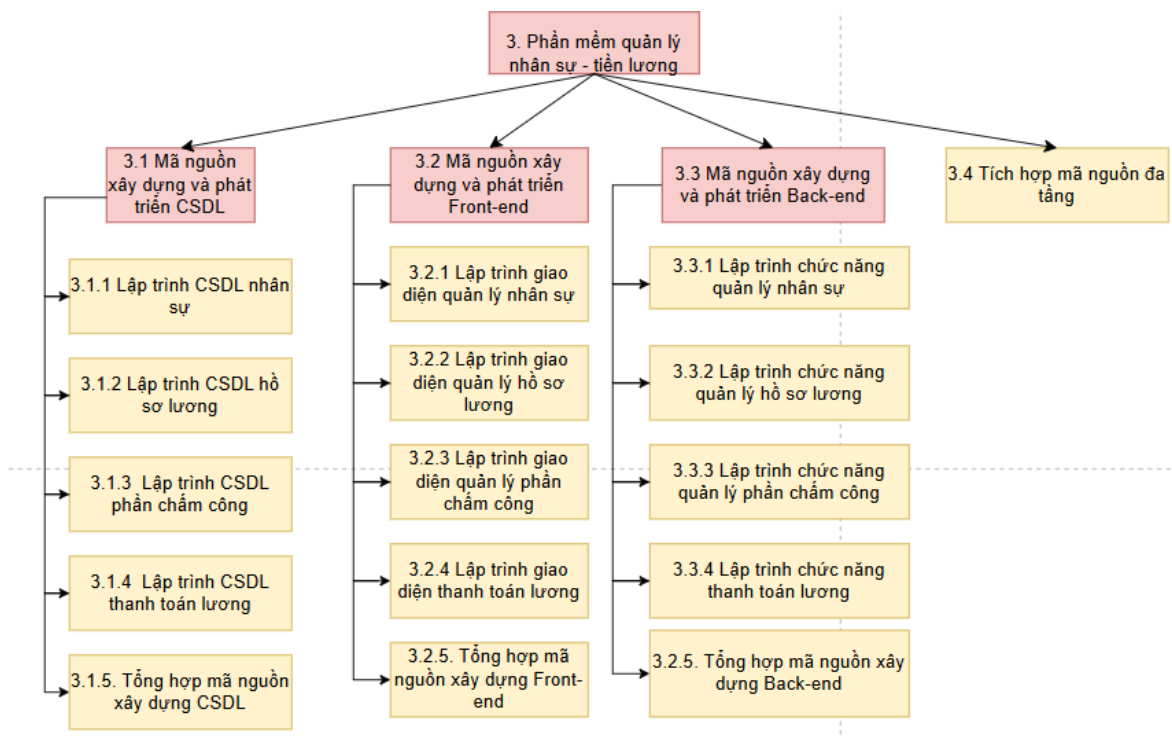 3. Phần mềm quản lý
nhân sự - tiền lương
3.1 Mã nguồn
xây dựng và phát
triển CSDL
3.2 Mã nguồn xây
dựng và phát triển
Front-end
3.3 Mã nguồn xây dựng
và phát triển Back-end
3.4 Tích hợp mã nguồn đa
tầng
3.1.1 Lập trình CSDL nhân
sự
3.1.2 Lập trình CSDL hồ
sơ lương
3.1.3 Lập trình CSDL
phần chấm công
3.1.4 Lập trình CSDL
thanh toán lương
3.1.5. Tổng hợp mã nguồn
xây dựng CSDL
3.2.1 Lập trình giao
diện quản lý nhân sự
3.2.2 Lập trình giao
diện quản lý hồ sơ
lương
3.2.3 Lập trình giao
diện quản lý phần
chấm công
3.2.4 Lập trình giao
diện thanh toán lương
3.2.5. Tổng hợp mã
nguồn xây dựng Front-
end
3.3.1 Lập trình chức năng
quản lý nhân sự
3.3.2 Lập trình chức năng
quản lý hồ sơ lương
3.3.3 Lập trình chức năng
quản lý phần chấm công
3.3.4 Lập trình chức năng
thanh toán lương
3.2.5. Tổng hợp mã nguồn xây
dựng Back-end